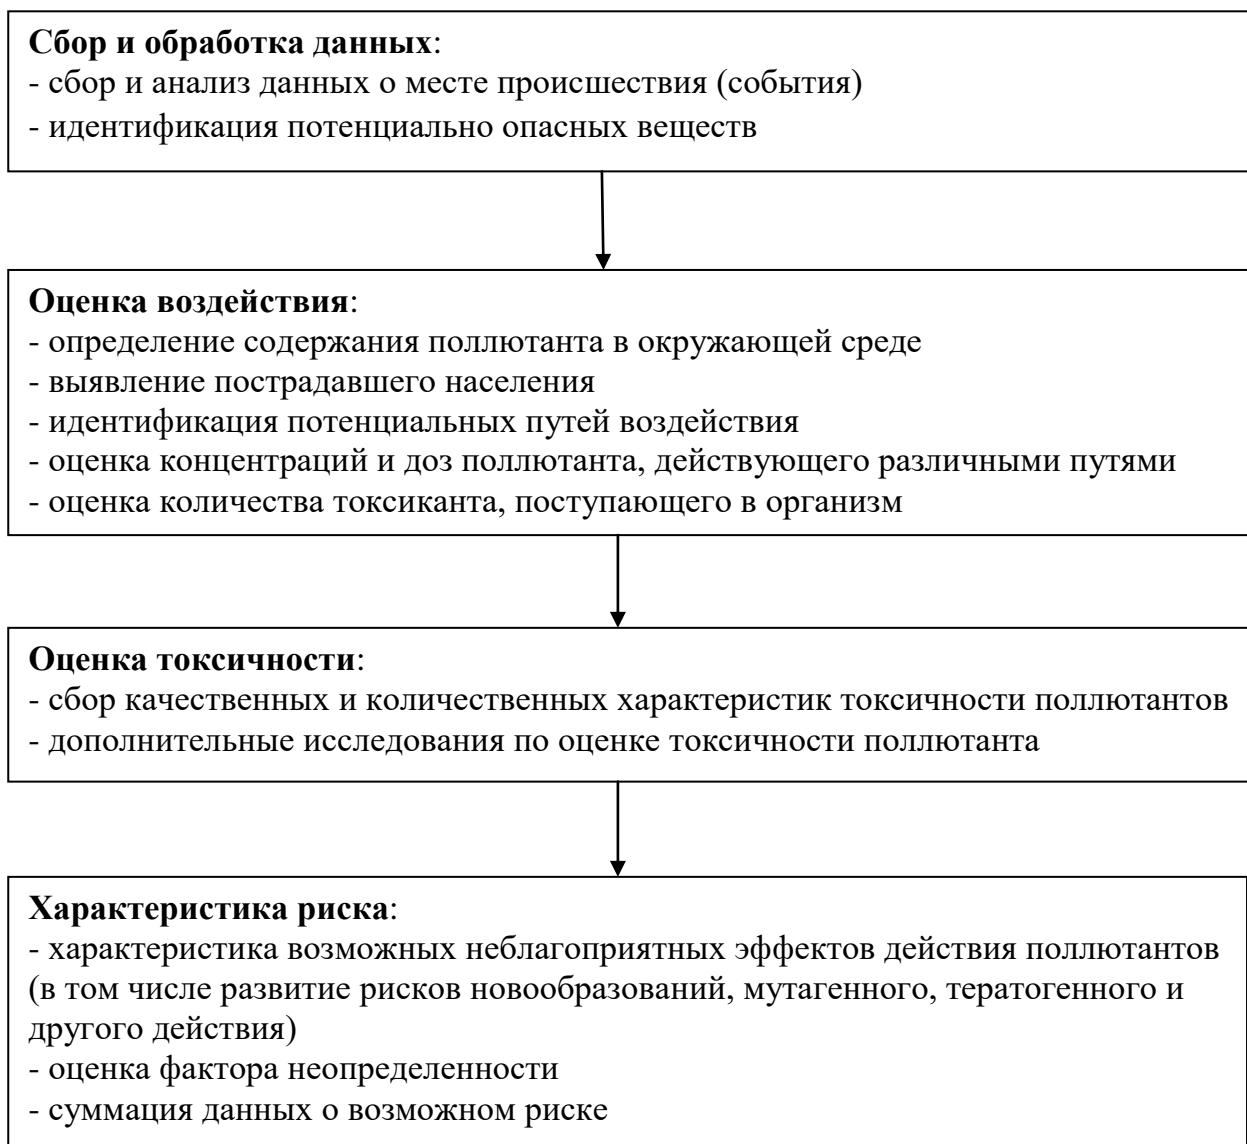 Сбор и обработка данных:
- сбор и анализ данных о месте происшествия (события)
- идентификация потенциально опасных веществ
Оценка воздействия:
- определение содержания поллютанта в окружающей среде
- выявление пострадавшего населения
- идентификация потенциальных путей воздействия
- оценка концентраций и доз поллютанта, действующего различными путями
- оценка количества токсиканта, поступающего в организм
Оценка токсичности:
- сбор качественных и количественных характеристик токсичности поллютантов
- дополнительные исследования по оценке токсичности поллютанта
Характеристика риска:
- характеристика возможных неблагоприятных эффектов действия поллютантов
(в том числе развитие рисков новообразований, мутагенного, тератогенного и
другого действия)
- оценка фактора неопределенности
- суммация данных о возможном риске